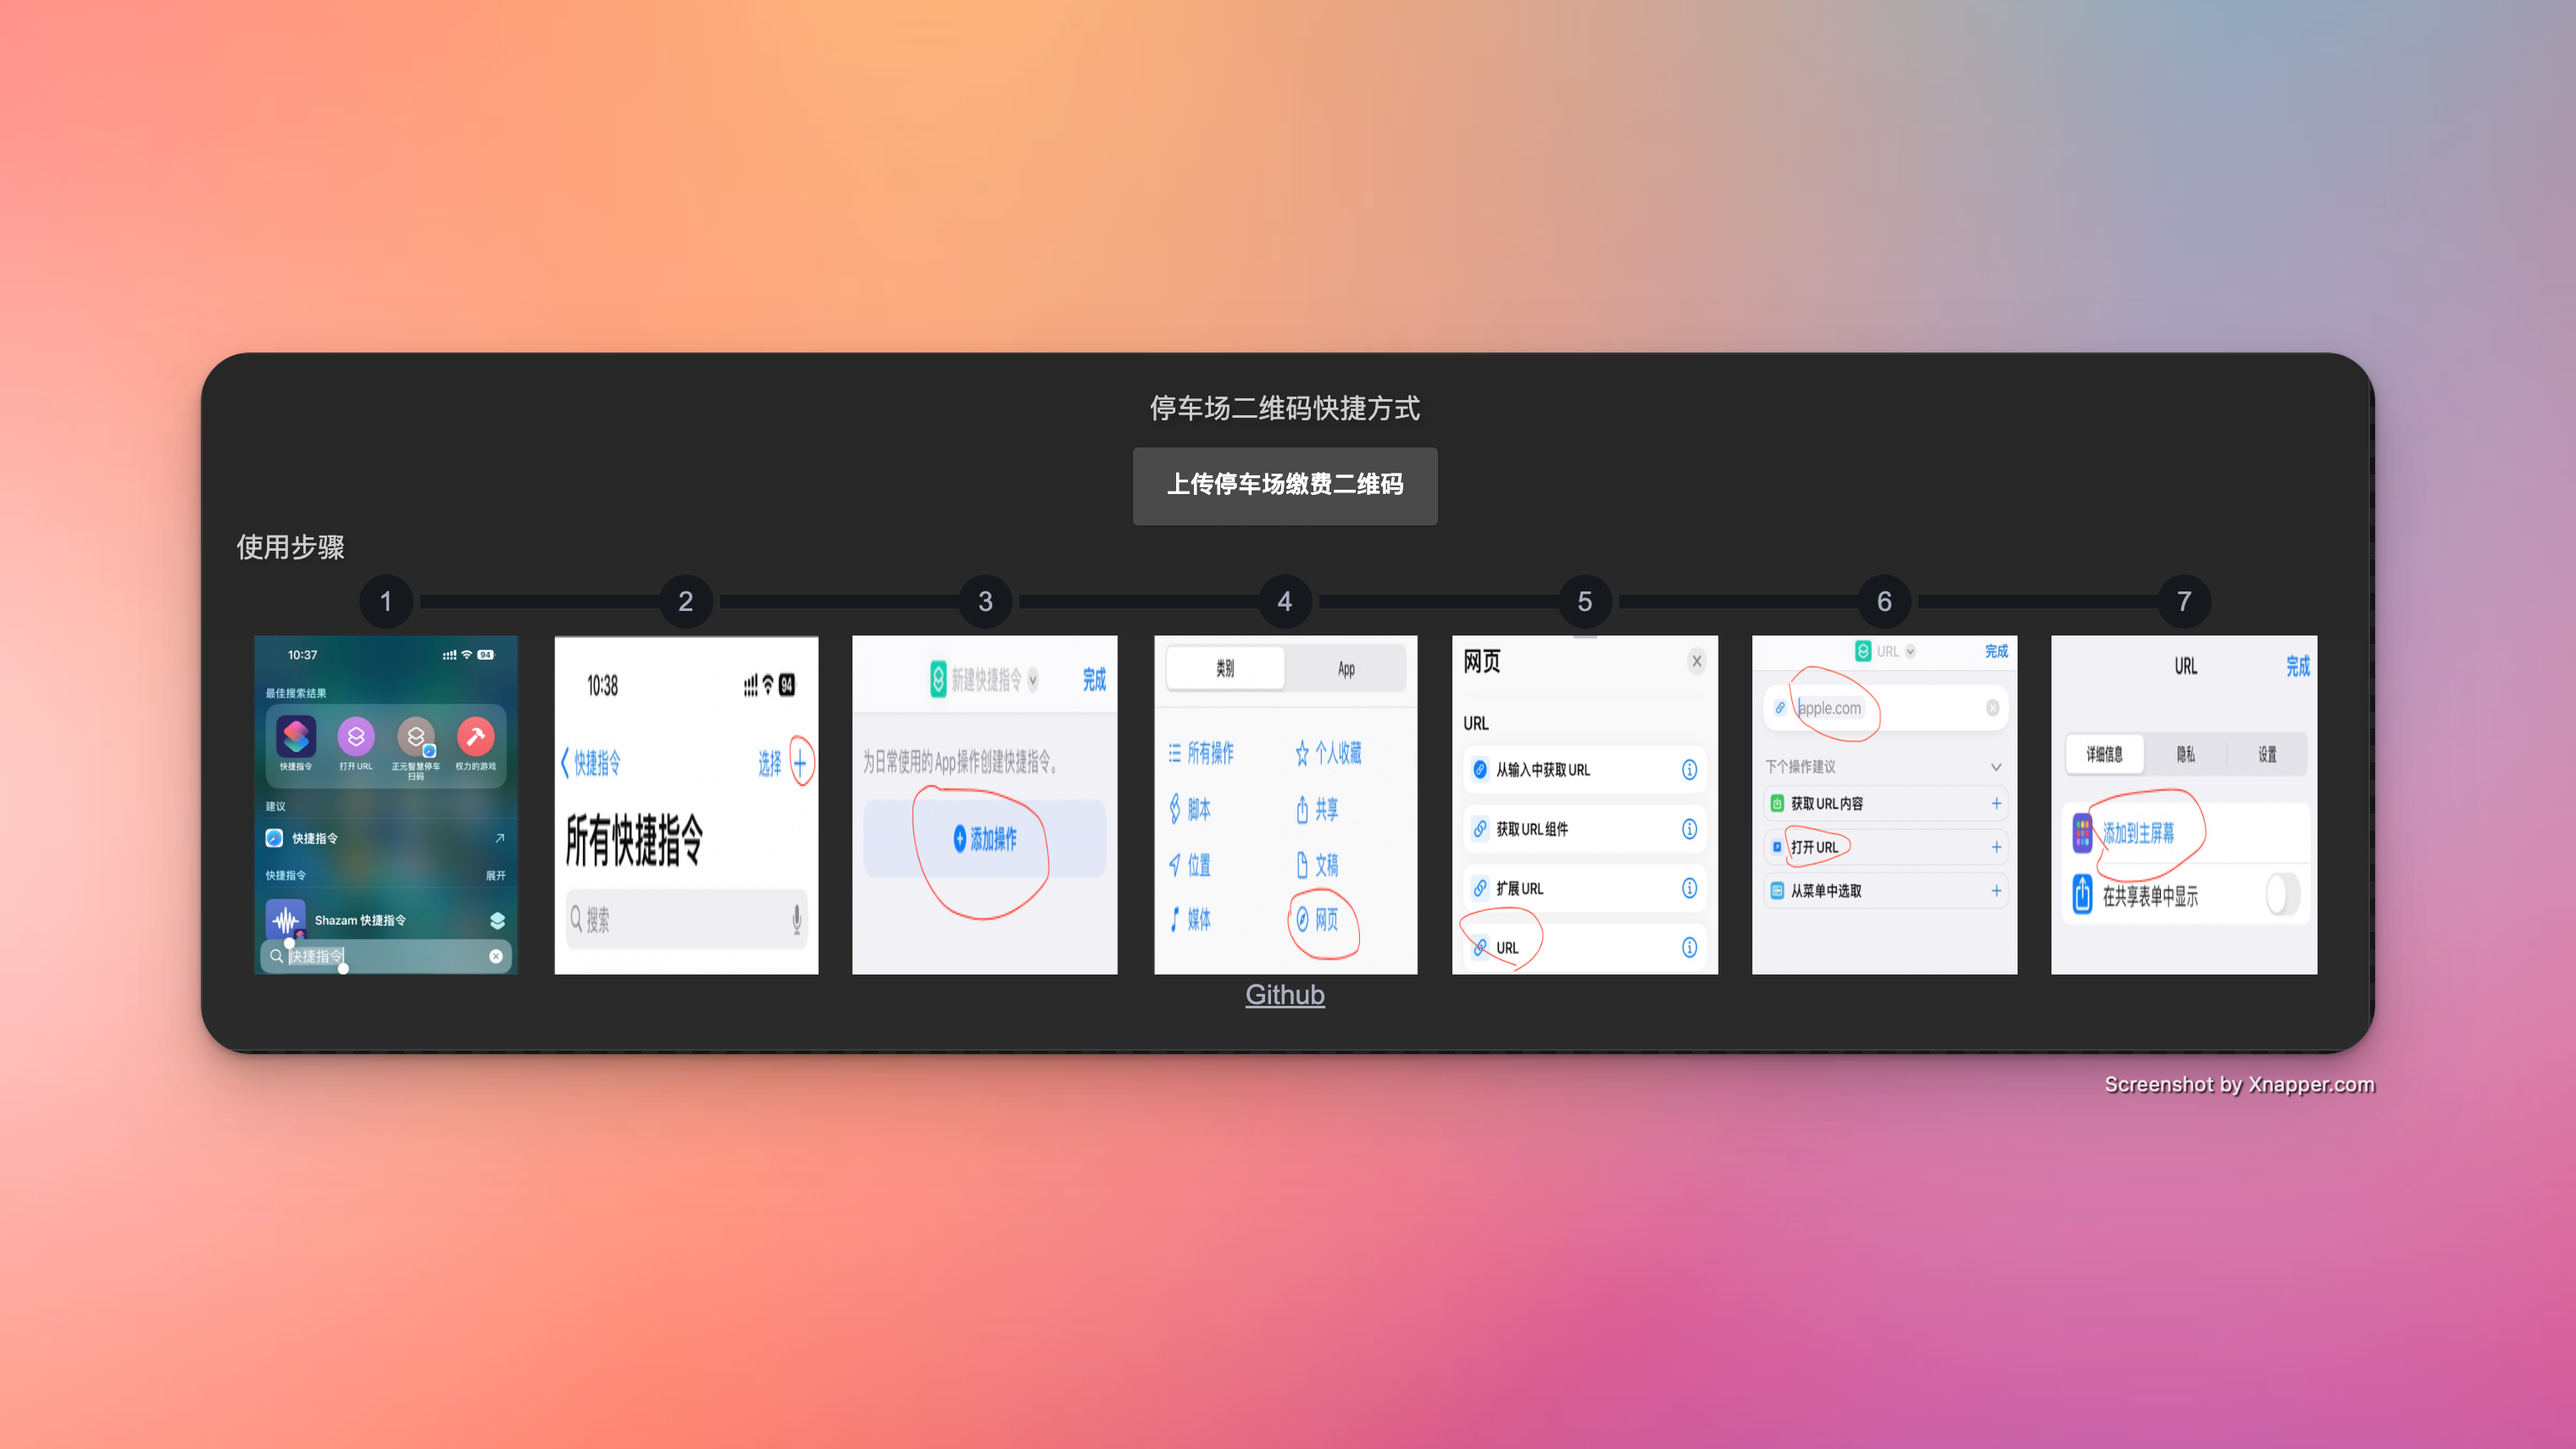 停车场二维码快捷方式
上传停车场缴费二维码
使用步骤
1
2
3
4
5
6
7
10:37
94
最佳搜索结果
快捷指令
打开 URL
正元智慧停车
扫码
权力的游戏
建议
快捷指令
快捷指令
展开
Shazam 快捷指令
快捷指令
10:38
94
快捷指令
选择
所有快捷指令
搜索
新建快捷指令
完成
为日常使用的App操作创建快捷指令。
添加操作
类别
App
所有操作
个人收藏
脚本
共享
位置
文稿
媒体
网页
网页
URL
从输入中获取 URL
获取 URL 组件
扩展 URL
URL
URL
完成
apple.com
下个操作建议
获取 URL 内容
打开 URL
从菜单中选取
URL
完成
详细信息
隐私
设置
添加到主屏幕
在共享表单中显示
Github
Screenshot by Xnapper.com